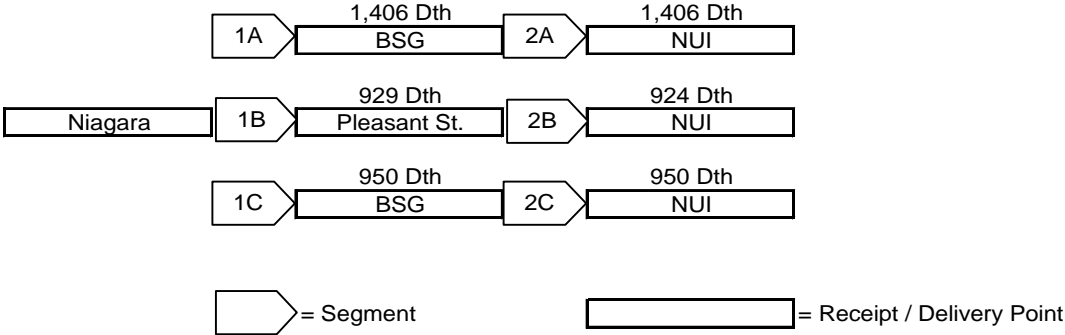 1,406 Dth 1,406 Dth
1A BSG 2A NUI
929 Dth 924 Dth
Niagara 1B Pleasant St. 2B NUI
950 Dth 950 Dth
1C BSG 2C NUI
= Segment = Receipt / Delivery Point